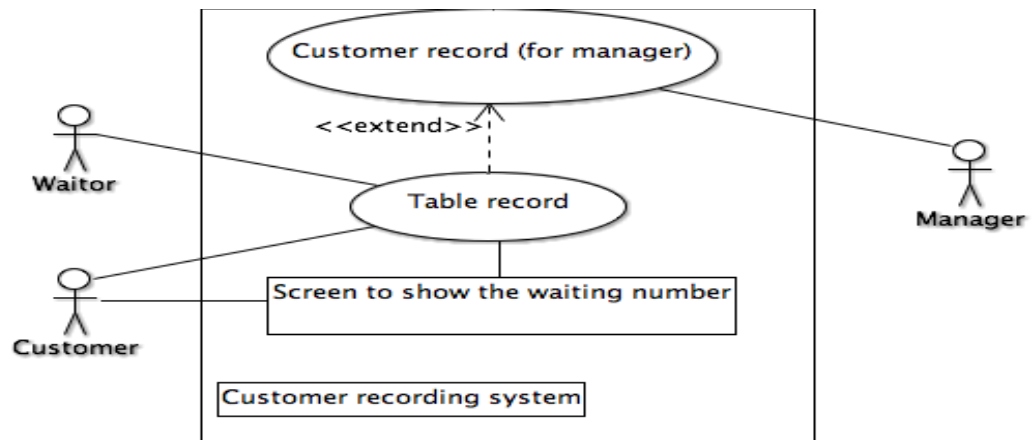 Customer record (for manager)
<<extend>>
Waitor
Table record
Manager
Screen to show the waiting number
Customer
Customer recording system